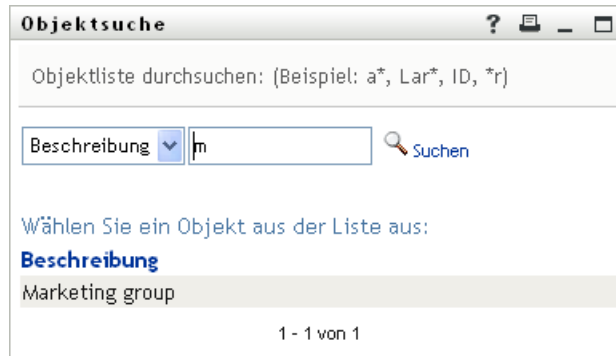 Objektsuche ?
Objektliste durchsuchen: (Beispiel: a*, Lar*, ID, *r)
Beschreibung m Suchen
Wählen Sie ein Objekt aus der Liste aus:
Beschreibung
Marketing group
1 - 1 von 1